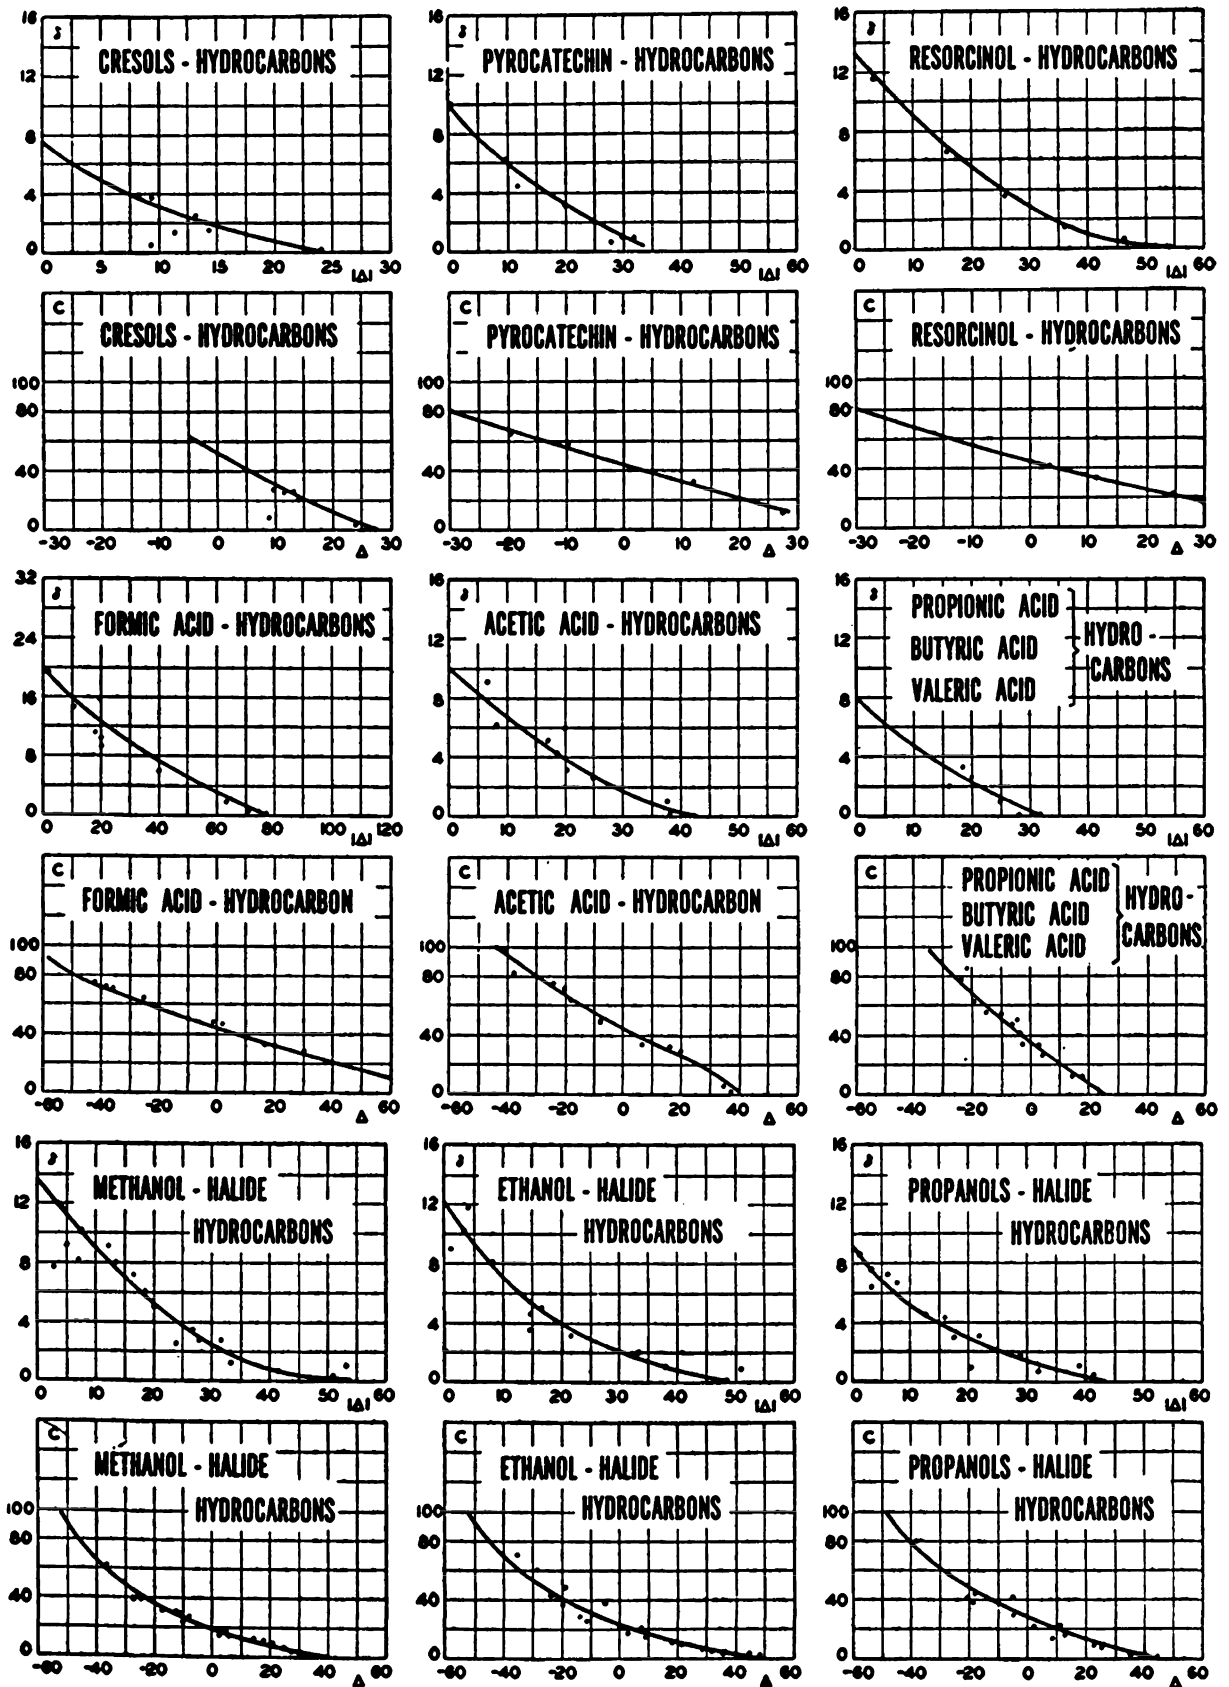 16
δ
CRESOLS - HYDROCARBONS
12
8
4
0
0 5 15 15 25 25 30
|Δ|
16
δ
PYROCATECHIN - HYDROCARBONS
12
8
4
0
0 10 20 30 40 50 60
|Δ|
16
δ
RESORCINOL - HYDROCARBONS
12
8
4
0
0 10 20 30 40 50 60
|Δ|
C
CRESOLS - HYDROCARBONS
100
80
40
0
-30 -20 -10 0 10 20 30
Δ
C
PYROCATECHIN - HYDROCARBONS
100
80
40
0
-30 -20 -10 0 10 20 30
Δ
C
RESORCINOL - HYDROCARBONS
100
80
40
0
-30 -20 -10 0 10 20 30
Δ
32
δ
FORMIC ACID - HYDROCARBONS
24
16
8
0
0 20 40 60 80 100 120
|Δ|
16
δ
ACETIC ACID - HYDROCARBONS
12
8
4
0
0 10 20 30 40 50 60
|Δ|
16
δ
PROPIONIC ACID
BUTYRIC ACID
VALERIC ACID
HYDRO-
CARBONS
12
8
4
0
0 10 20 30 40 50 60
|Δ|
C
FORMIC ACID - HYDROCARBON
100
80
40
0
-60 -40 -20 0 20 40 60
Δ
C
ACETIC ACID - HYDROCARBON
100
80
40
0
-60 -40 -20 0 20 40 60
Δ
C
PROPIONIC ACID
BUTYRIC ACID
VALERIC ACID
HYDRO-
CARBONS
100
80
40
0
-60 -40 -20 0 20 40 60
Δ
16
δ
METHANOL - HALIDE
HYDROCARBONS
12
8
4
0
0 10 20 30 40 50 60
|Δ|
16
δ
ETHANOL - HALIDE
HYDROCARBONS
12
8
4
0
0 10 20 30 40 50 60
|Δ|
16
δ
PROPANOLS - HALIDE
HYDROCARBONS
12
8
4
0
0 10 20 30 40 50 60
|Δ|
C
METHANOL - HALIDE
HYDROCARBONS
100
80
40
0
-60 -40 -20 0 20 40 60
Δ
C
ETHANOL - HALIDE
HYDROCARBONS
100
80
40
0
-60 -40 -20 0 20 40 60
Δ
C
PROPANOLS - HALIDE
HYDROCARBONS
100
80
40
0
-60 -40 -20 0 20 40 60
Δ